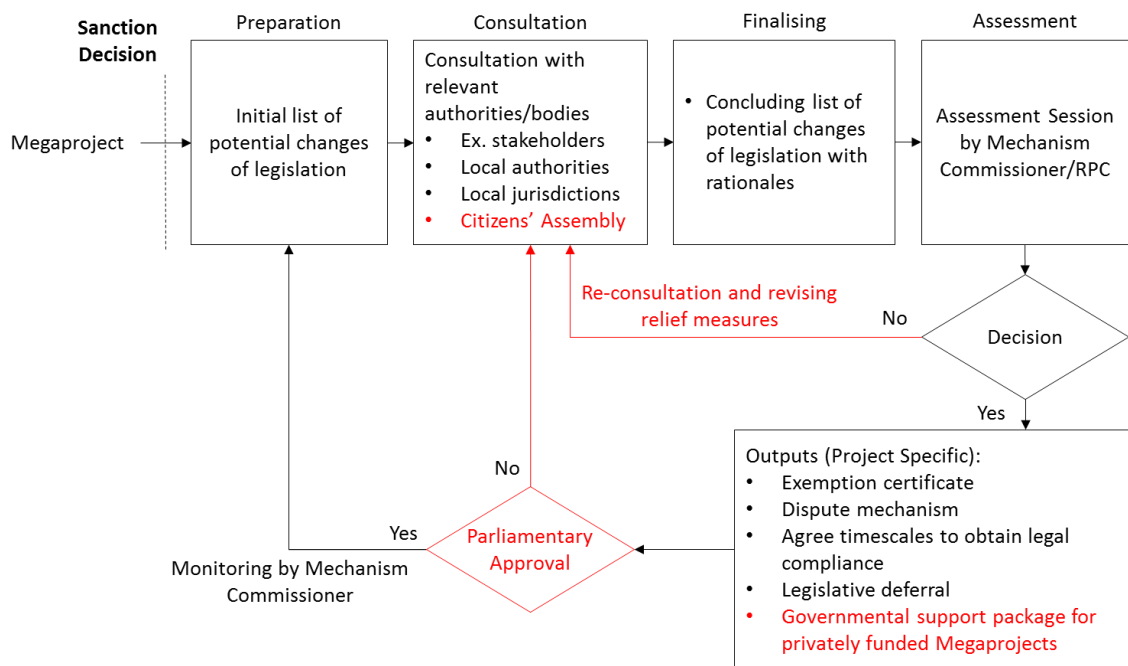 Sanction
Decision
Preparation
Consultation
Finalising
Assessment
Megaproject
Initial list of
potential changes
of legislation
Consultation with
relevant
authorities/bodies
• Ex. stakeholders
• Local authorities
• Local jurisdictions
• Citizens’ Assembly
• Concluding list of
potential changes
of legislation with
rationales
Assessment Session
by Mechanism
Commissioner/RPC
Re-consultation and revising
relief measures
No
Decision
Yes
Outputs (Project Specific):
• Exemption certificate
• Dispute mechanism
• Agree timescales to obtain legal
compliance
• Legislative deferral
• Governmental support package for
privately funded Megaprojects
No
Parliamentary
Approval
Yes
Monitoring by Mechanism
Commissioner